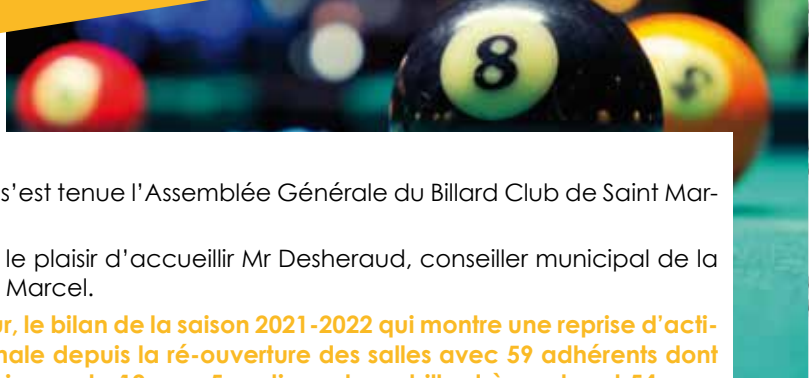 8
s’est tenue l’Assemblée Générale du Billard Club de Saint Mar-
le plaisir d’accueillir Mr Desheraud, conseiller municipal de la
Marcel.
ur, le bilan de la saison 2021-2022 qui montre une reprise d’acti-
nale depuis la ré-ouverture des salles avec 59 adhérents dont